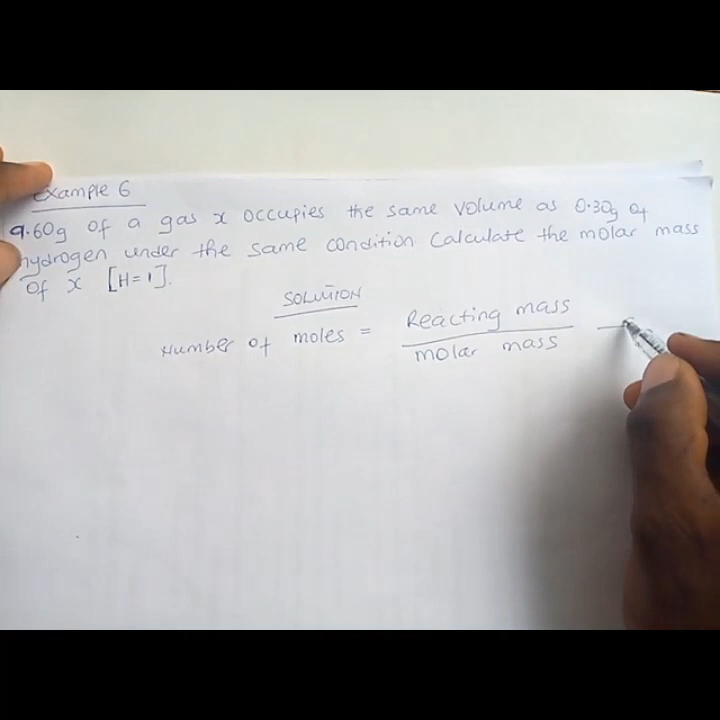 Example 6
9.60g of a gas x occupies the same volume as 0.30g of
hydrogen under the same condition Calculate the molar mass
of x [H=1].
SOLUTION
Number of moles = Reacting mass
molar mass